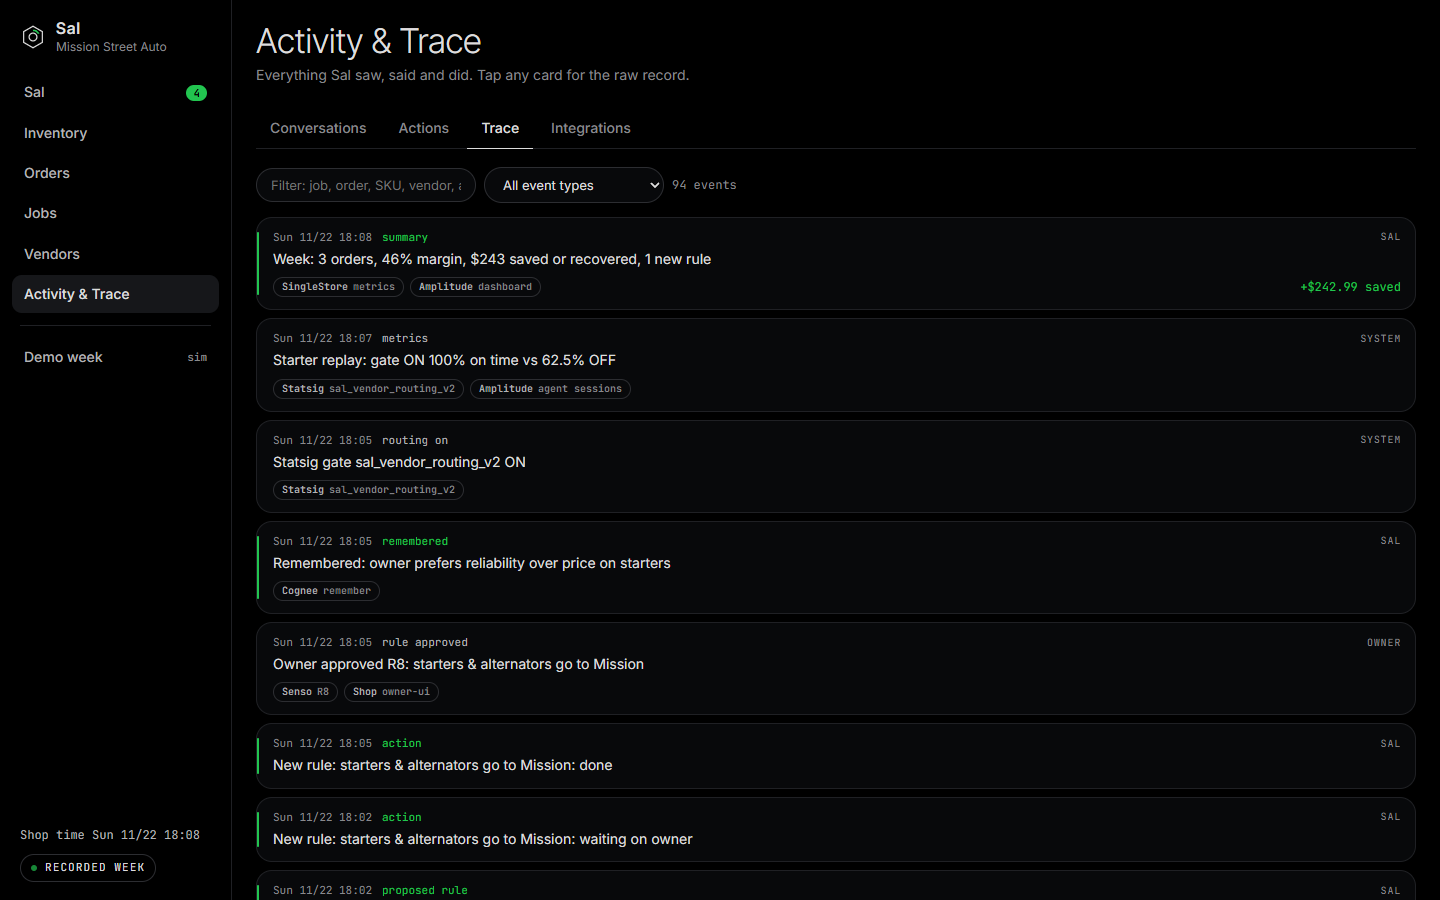 Sal
Mission Street Auto
Sal 4
Inventory
Orders
Jobs
Vendors
Activity & Trace
Demo week sim
Shop time Sun 11/22 18:08
RECORDED WEEK
Activity & Trace
Everything Sal saw, said and did. Tap any card for the raw record.
Conversations Actions Trace Integrations
Filter: job, order, SKU, vendor, All event types 94 events
Sun 11/22 18:08 summary SAL
Week: 3 orders, 46% margin, $243 saved or recovered, 1 new rule
SingleStore metrics Amplitude dashboard +$242.99 saved
Sun 11/22 18:07 metrics SYSTEM
Starter replay: gate ON 100% on time vs 62.5% OFF
Statsig sal_vendor_routing_v2 Amplitude agent sessions
Sun 11/22 18:05 routing on SYSTEM
Statsig gate sal_vendor_routing_v2 ON
Statsig sal_vendor_routing_v2
Sun 11/22 18:05 remembered SAL
Remembered: owner prefers reliability over price on starters
Cognee remember
Sun 11/22 18:05 rule approved OWNER
Owner approved R8: starters & alternators go to Mission
Senso R8 Shop owner-ui
Sun 11/22 18:05 action SAL
New rule: starters & alternators go to Mission: done
Sun 11/22 18:02 action SAL
New rule: starters & alternators go to Mission: waiting on owner
Sun 11/22 18:02 proposed rule SAL